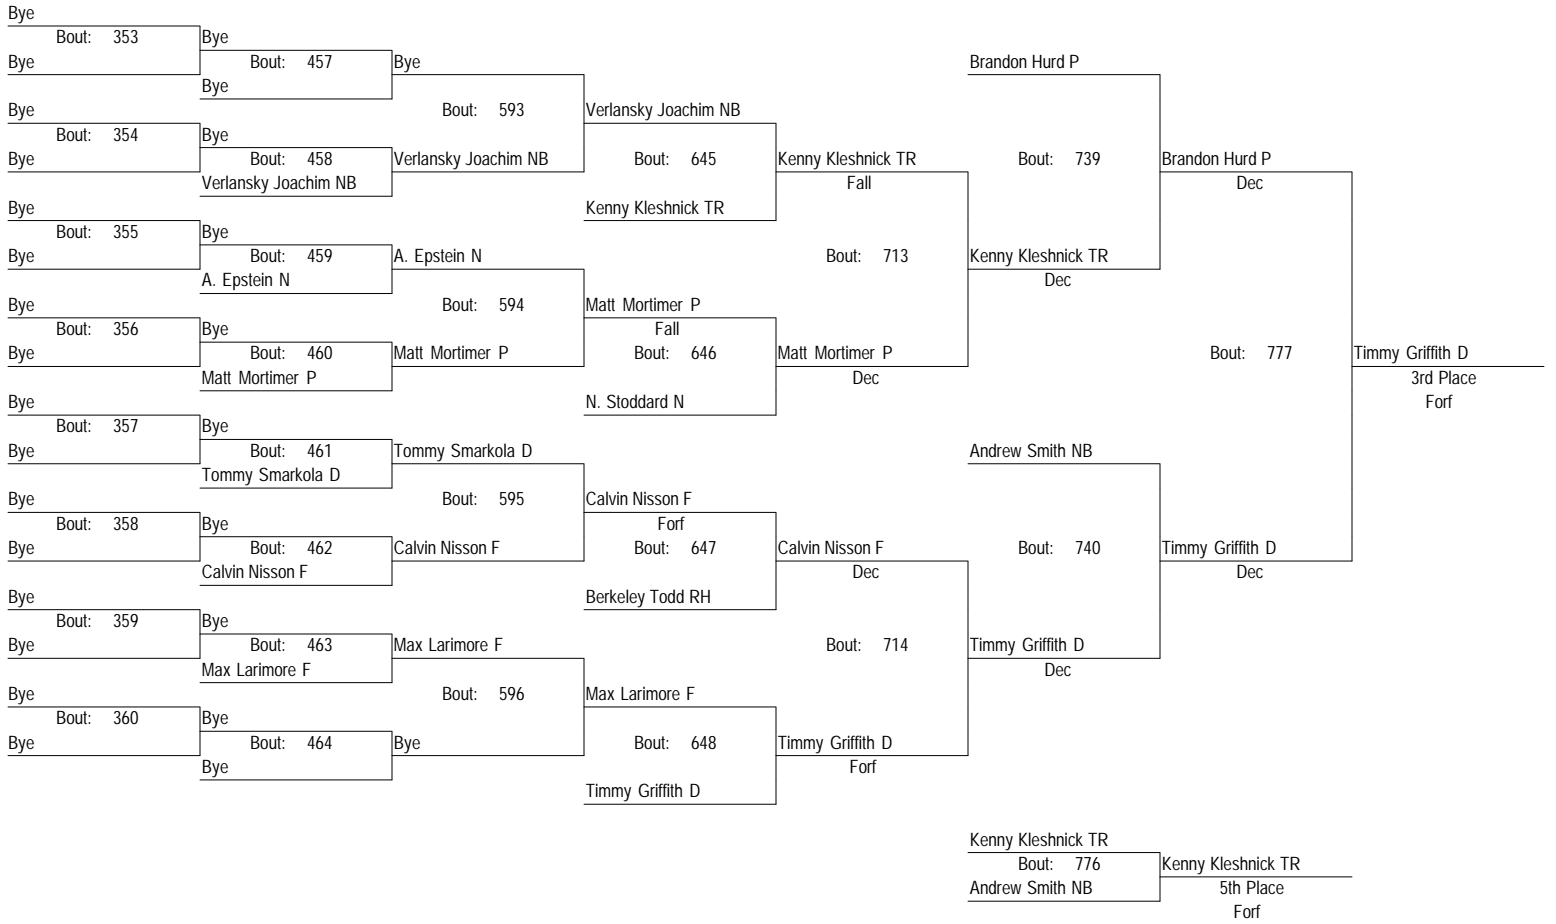 Bye
Bout: 353 Bye
Bye Bout: 457 Bye Brandon Hurd P
Bye
Bye Bout: 593 Verlansky Joachim NB
Bout: 354 Bye
Bye Bout: 458 Verlansky Joachim NB Bout: 645 Kenny Kleshnick TR Bout: 739 Brandon Hurd P
Verlansky Joachim NB Fall Dec
Bye Kenny Kleshnick TR
Bout: 355 Bye
Bye Bout: 459 A. Epstein N Bout: 713 Kenny Kleshnick TR
A. Epstein N Dec
Bye Bout: 594 Matt Mortimer P
Bout: 356 Bye Fall
Bye Bout: 460 Matt Mortimer P Bout: 646 Matt Mortimer P Bout: 777 Timmy Griffith D
Matt Mortimer P Dec 3rd Place
Bye N. Stoddard N Forf
Bout: 357 Bye
Bye Bout: 461 Tommy Smarkola D Andrew Smith NB
Tommy Smarkola D
Bye Bout: 595 Calvin Nisson F
Bout: 358 Bye Forf
Bye Bout: 462 Calvin Nisson F Bout: 647 Calvin Nisson F Bout: 740 Timmy Griffith D
Calvin Nisson F Dec Dec
Bye Berkeley Todd RH
Bout: 359 Bye
Bye Bout: 463 Max Larimore F Bout: 714 Timmy Griffith D
Max Larimore F Dec
Bye Bout: 596 Max Larimore F
Bout: 360 Bye
Bye Bout: 464 Bye Bout: 648 Timmy Griffith D
Bye Forf
Timmy Griffith D
Kenny Kleshnick TR
Bout: 776 Kenny Kleshnick TR
Andrew Smith NB 5th Place
Forf